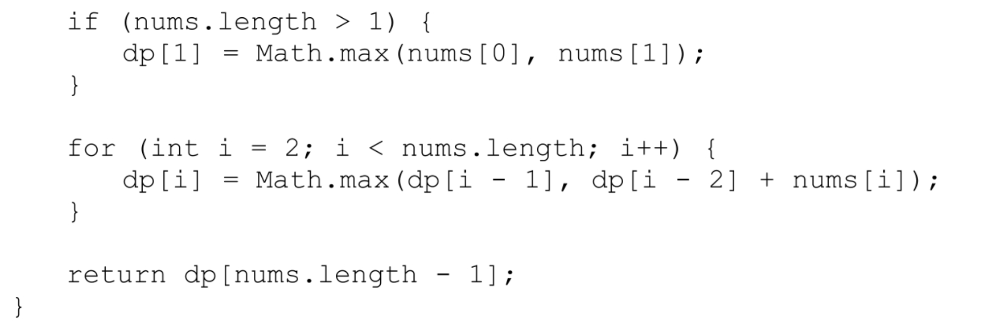 if (nums.length > 1) {
dp[1] = Math.max(nums[0], nums[1]);
}
for (int i = 2; i < nums.length; i++) {
dp[i] = Math.max(dp[i - 1], dp[i - 2] + nums[i]);
}
return dp[nums.length - 1];
}